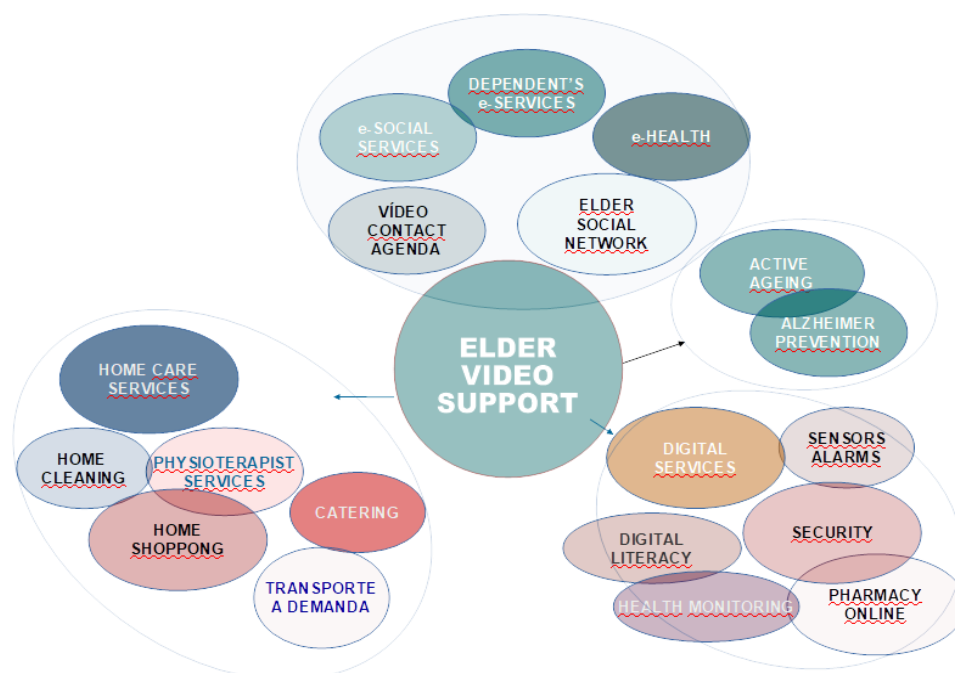 DEPENDENT'S
e-SERVICES
e-SOCIAL
SERVICES
e-HEALTH
VÍDEO
CONTACT
AGENDA
ELDER
SOCIAL
NETWORK
ACTIVE
AGEING
ALZHEIMER
PREVENTION
ELDER
VIDEO
SUPPORT
HOME CARE
SERVICES
HOME
CLEANING
PHYSIOTERAPIST
SERVICES
HOME
SHOPPONG
CATERING
TRANSPORTE
A DEMANDA
DIGITAL
SERVICES
SENSORS
ALARMS
DIGITAL
LITERACY
SECURITY
HEALTH MONITORING
PHARMACY
ONLINE